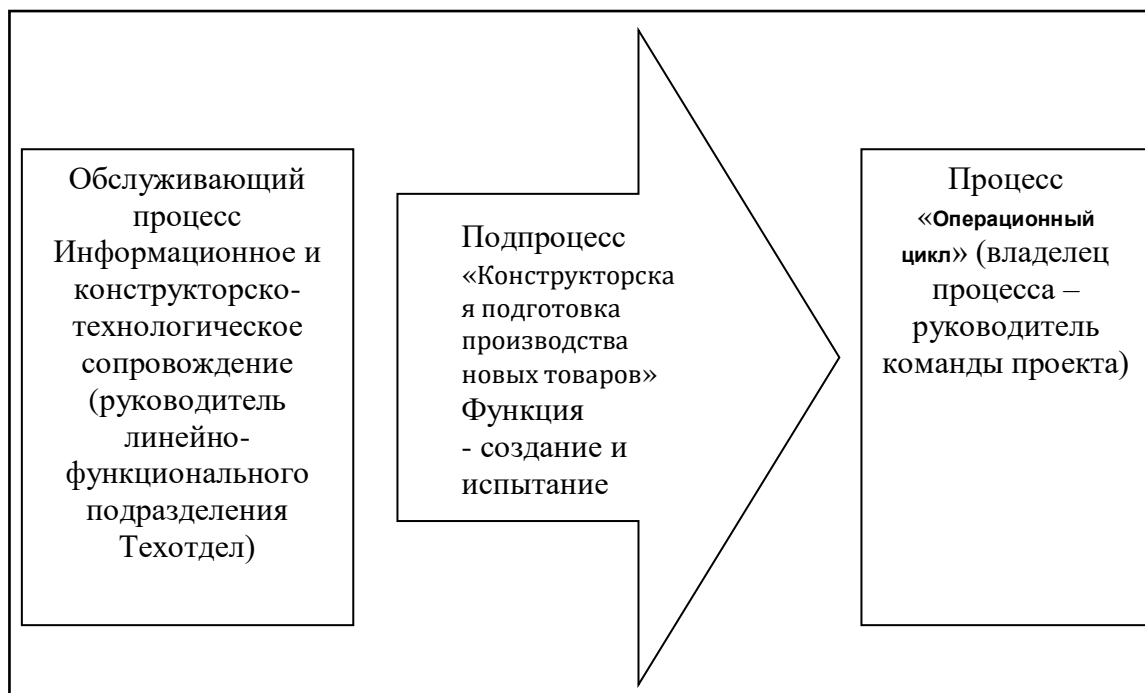 Обслуживающий
процесс
Информационное и
конструкторско-
технологическое
сопровождение
(руководитель
линейно-
функционального
подразделения
Техотдел)
Подпроцесс
«Конструкторска
я подготовка
производства
новых товаров»
Функция
- создание и
испытание
Процесс
«Операционный
цикл» (владелец
процесса –
руководитель
команды проекта)